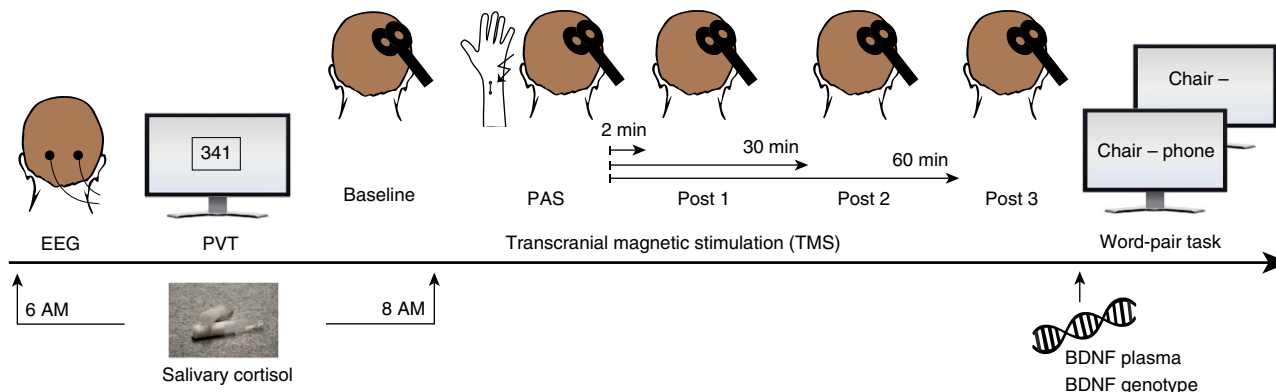 Chair –
341
Chair – phone
2 min
30 min
60 min
Baseline
PAS
Post 1
Post 2
Post 3
EEG
PVT
Transcranial magnetic stimulation (TMS)
Word-pair task
6 AM
8 AM
Salivary cortisol
BDNF plasma
BDNF genotype